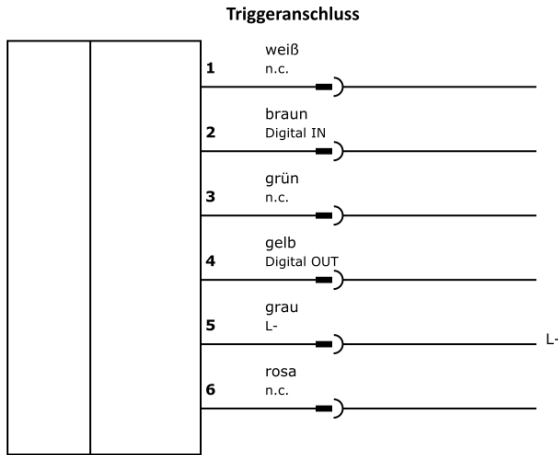 Triggeranschluss
weiß
1 n.c.
braun
2 Digital IN
grün
3 n.c.
gelb
4 Digital OUT
grau
5 L-
L-
rosa
6 n.c.